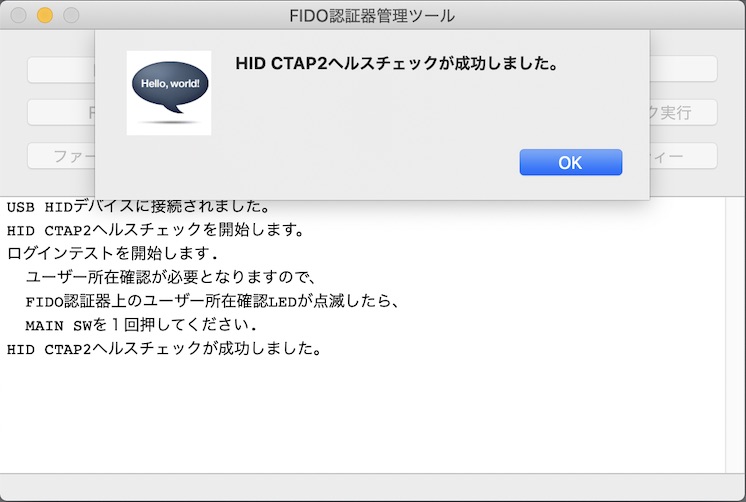 FIDO認証器管理ツール
Hello, world!
HID CTAP2ヘルスチェックが成功しました。
OK
ク実行
ファー
ィー
USB HIDデバイスに接続されました。
HID CTAP2ヘルスチェックを開始します。
ログインテストを開始します.
ユーザー所在確認が必要となりますので、
FIDO認証器上のユーザー所在確認LEDが点滅したら、
MAIN SWを１回押してください.
HID CTAP2ヘルスチェックが成功しました。